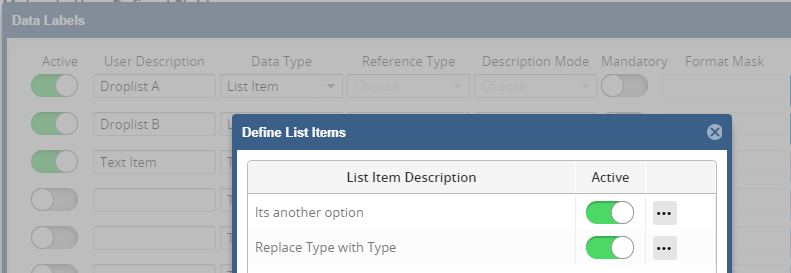 Data Labels
Active User Description Data Type Reference Type Description Mode Mandatory Format Mask
Droplist A List Item Choose Choose
Droplist B
Define List Items
Text Item
List Item Description Active
Its another option
Replace Type with Type